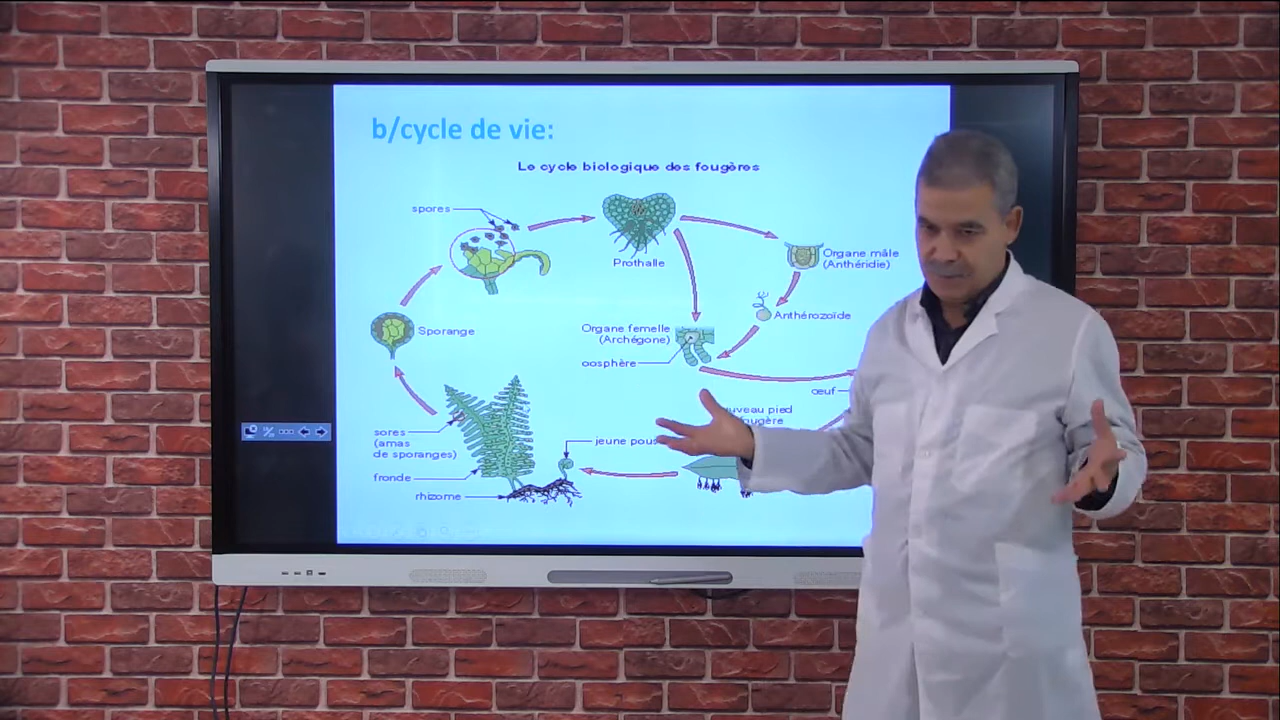 b/cycle de vie:
Le cycle biologique des fougères
spores
Prothalle
Organe mâle
(Anthéridie)
Anthérozoïde
Organe femelle
(Archégone)
oosphère
œuf
Sporange
pied
sores
(amas
de sporanges)
fronde
rhizome
jeune